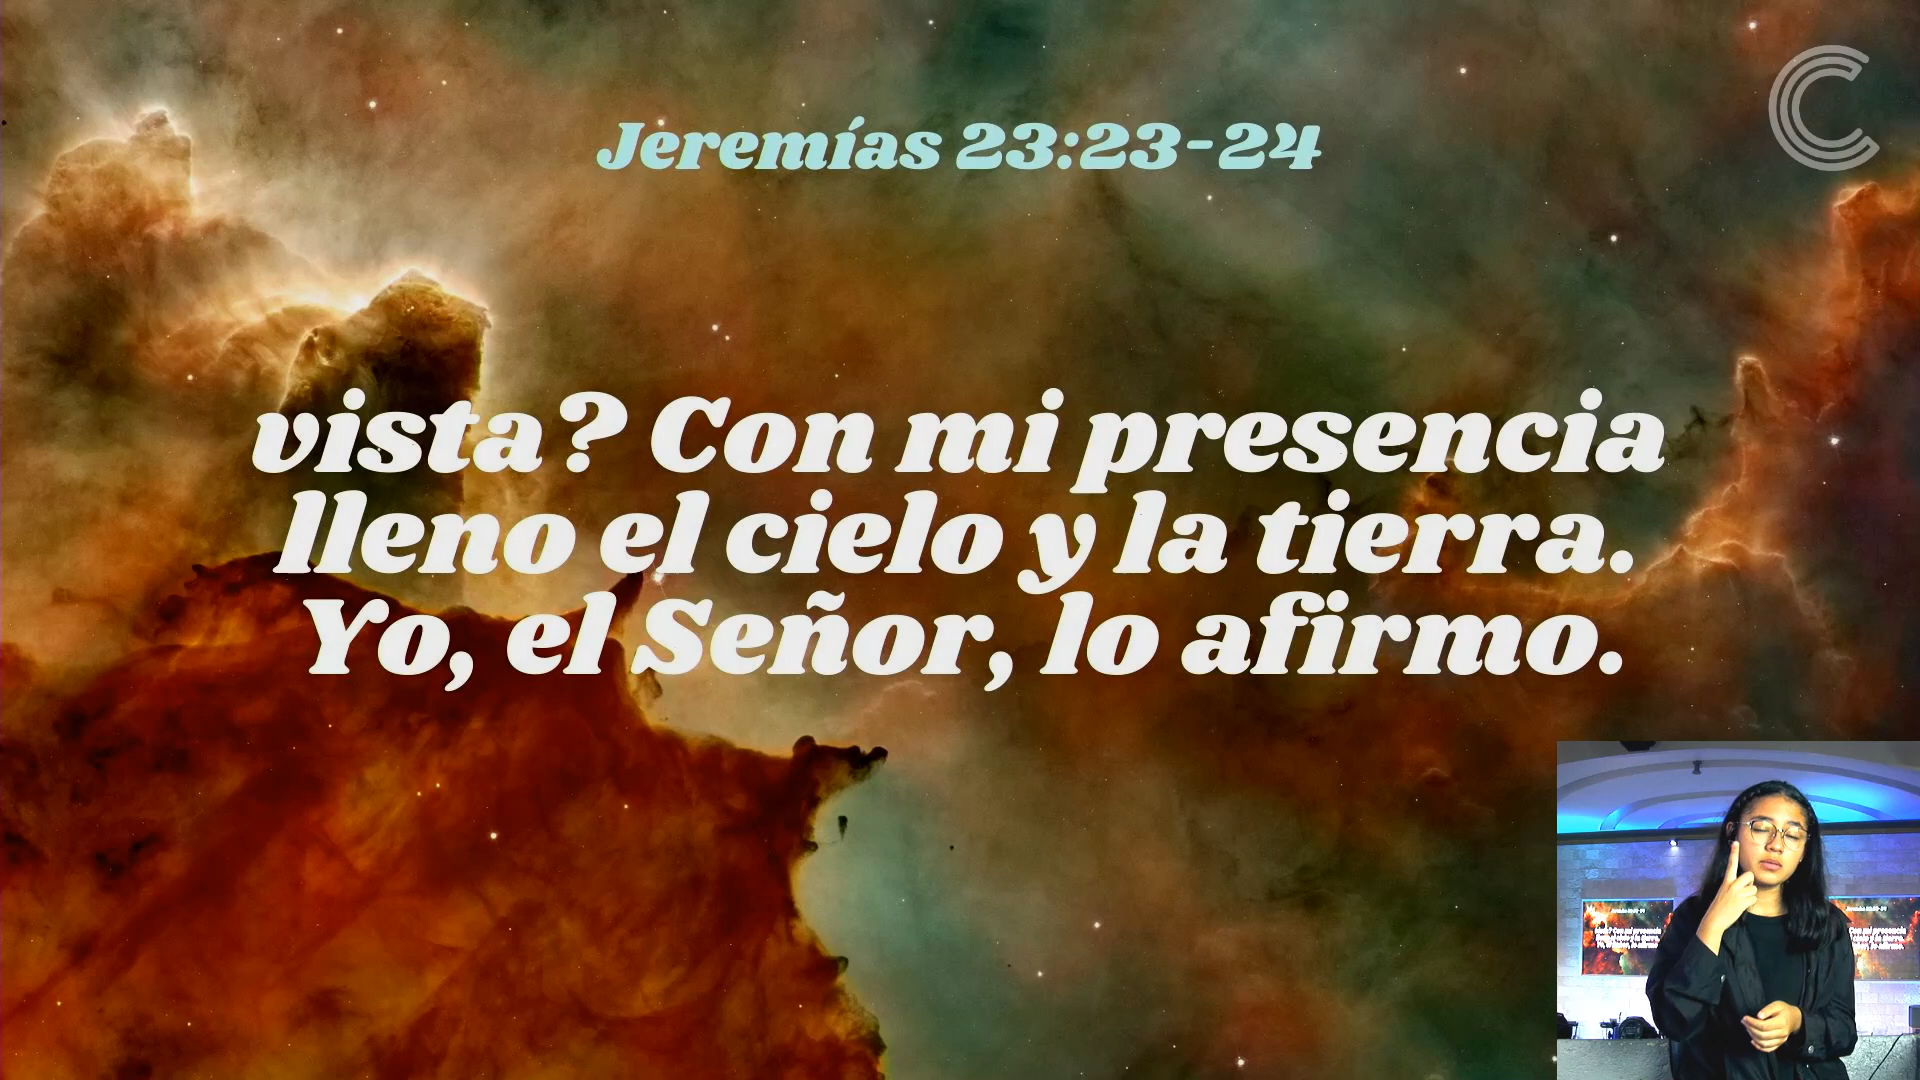 Jeremías 23:23-24
vista? Con mi presencia
lleno el cielo y la tierra.
Yo, el Señor, lo afirmo.